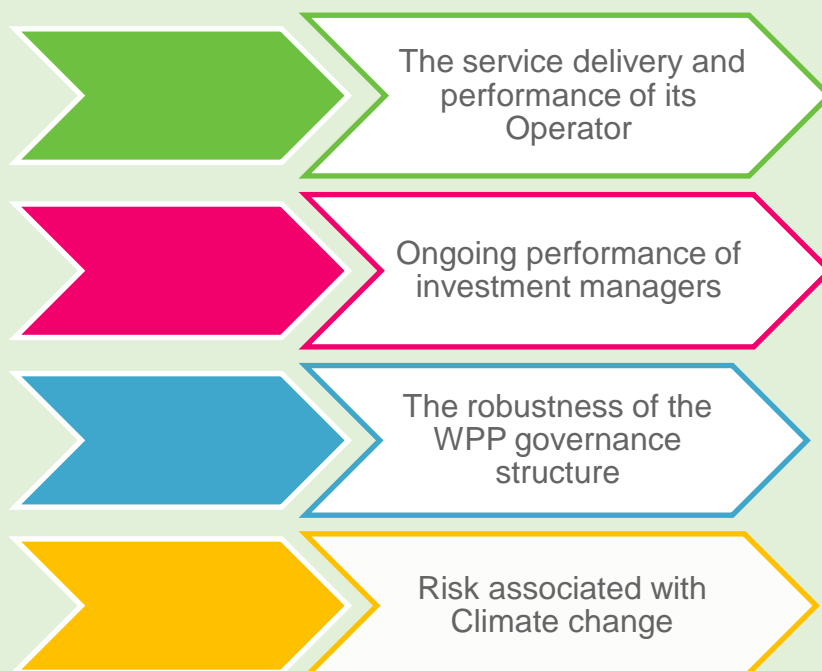 The service delivery and
performance of its
Operator
Ongoing performance of
investment managers
The robustness of the
WPP governance
structure
Risk associated with
Climate change